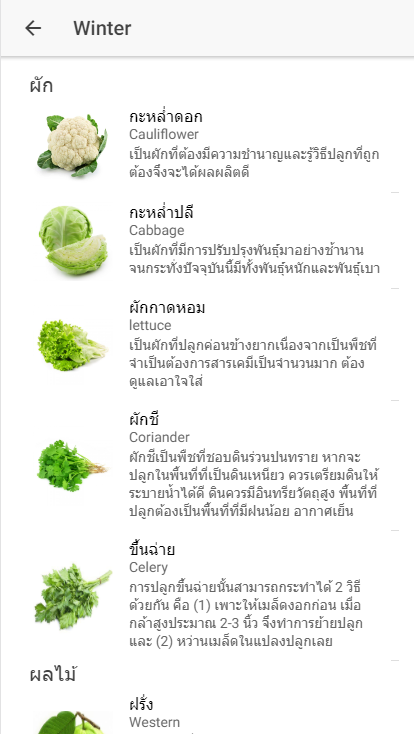 Winter
ผัก
กะหล่ำดอก
Cauliflower
เป็นผักที่ต้องมีความชำนาญและรู้วิธีปลูกที่ถูก
ต้องจึ่งจะได้ผลผลิตดี
กะหล่ำปลี
Cabbage
เป็นผักที่มีการปรับปรุงพันธุ์มาอย่างช้านาน
จนกระทั่งปัจจุบันนี้มีทั้งพันธุ์หนักและพันธุ์เบา
ผักกาดหอม
lettuce
เป็นผักที่ปลูกค่อนข้างยากเนื่องจากเป็นพืชที่
จำเป็นต้องการสารเคมีเป็นจำนวนมาก ต้อง
ดูแลเอาใจใส่
ผักชี
Coriander
ผักชีเป็นพืชที่ชอบดินร่วนปนทราย หากจะ
ปลูกในพื้นที่ที่เป็นดินเหนียว ควรเตรียมดินให้
ระบายน้ำได้ดี ดินควรมีอินทรียวัตถุสูง พื้นที่ที่
ปลูกต้องเป็นพื้นที่ที่มีฝนน้อย อากาศเย็น
ขึ้นฉ่าย
Celery
การปลูกขึ้นฉ่ายนั้นสามารถกระทำได้ 2 วิธี
ด้วยกัน คือ (1) เพาะให้เมล็ดงอกก่อน เมื่อ
กล้าสูงประมาณ 2-3 นิ้ว จึงทำการย้ายปลูก
และ (2) หว่านเมล็ดในแปลงปลูกเลย
ผลไม้
ฝรั่ง
Western